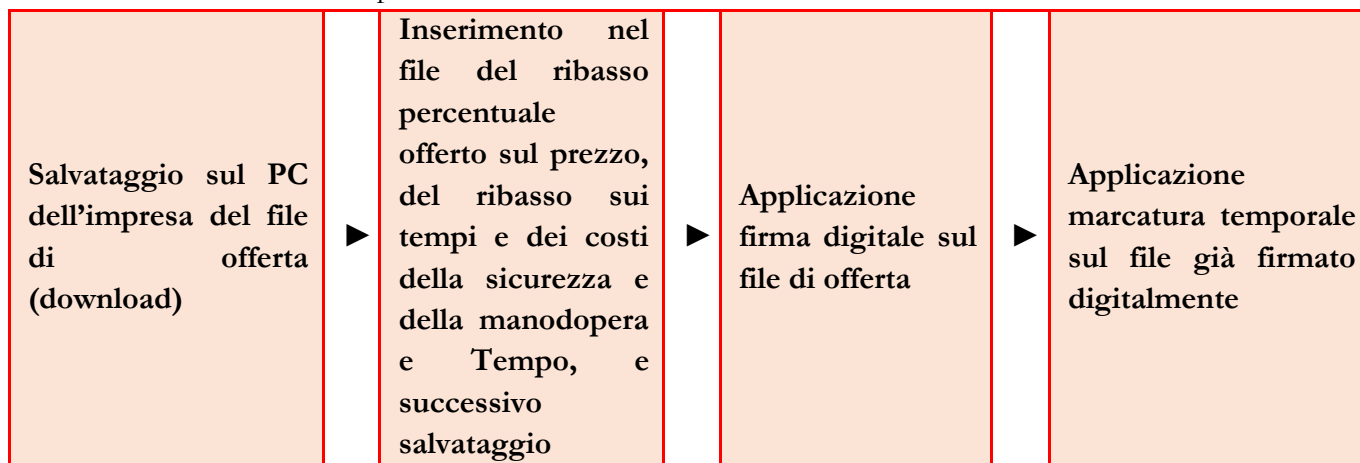 Salvataggio sul PC
dell'impresa del file
di offerta
(download)
►
Inserimento nel
file del ribasso
percentuale
offerto sul prezzo,
del ribasso sui
tempi e dei costi
della sicurezza e
della manodopera
e Tempo, e
successivo
salvataggio
►
Applicazione
firma digitale sul
file di offerta
►
Applicazione
marcatura temporale
sul file già firmato
digitalmente